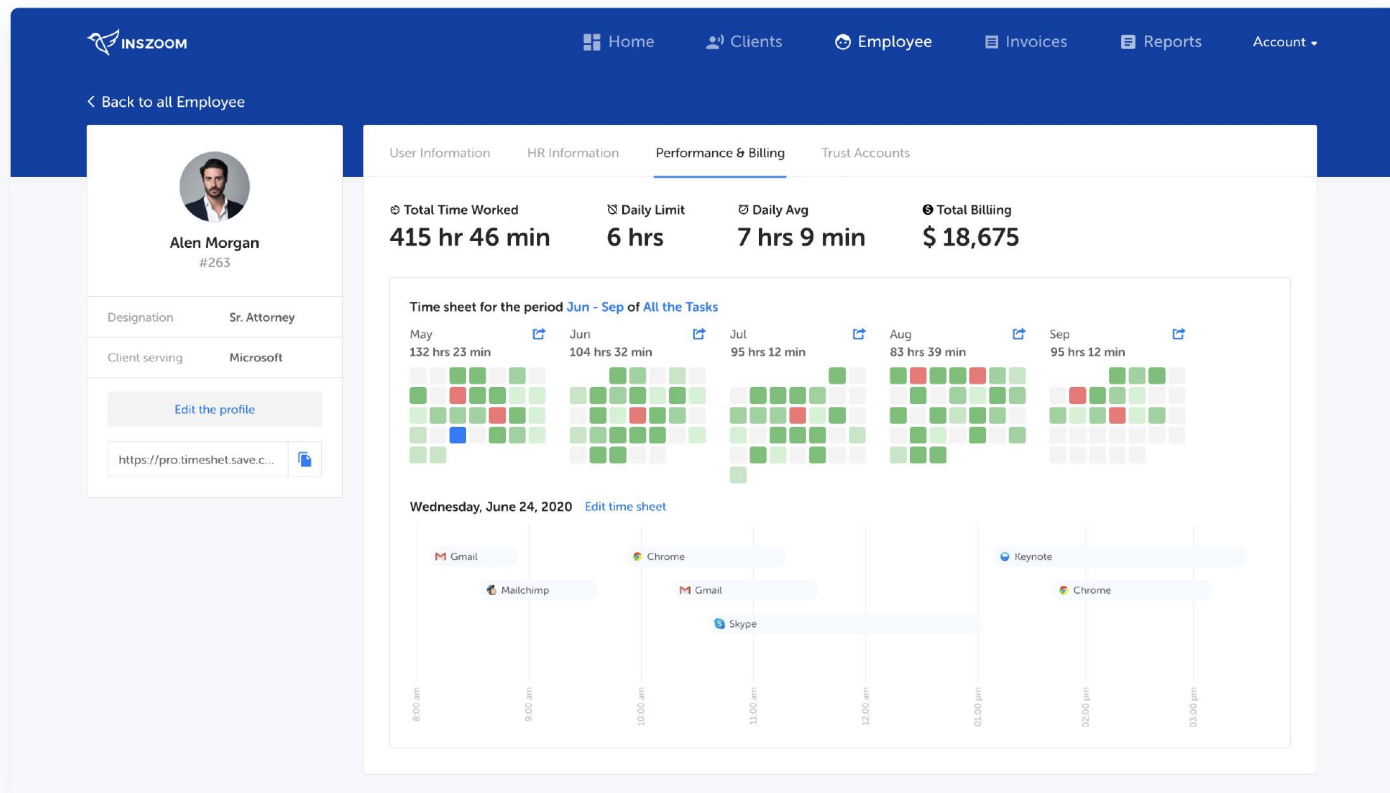 INSZOOM
Home Clients Employee Invoices Reports Account
Back to all Employee
Alen Morgan
#263
Designation Sr. Attorney
Client serving Microsoft
Edit the profile
https://pro.timeshet.save.c...
User Information HR Information Performance & Billing Trust Accounts
Total Time Worked Daily Limit Daily Avg Total Billiing
415 hr 46 min 6 hrs 7 hrs 9 min $ 18,675
Time sheet for the period Jun - Sep of All the Tasks
May Jun Jul Aug Sep
132 hrs 23 min 104 hrs 32 min 95 hrs 12 min 83 hrs 39 min 95 hrs 12 min
Wednesday, June 24, 2020 Edit time sheet
Gmail Chrome Keynote
Mailchimp Gmail Chrome
Skype
8:00 am 9:00 am 10:00 am 11:00 am 12:00 am 01:00 pm 02:00 pm 03:00 pm